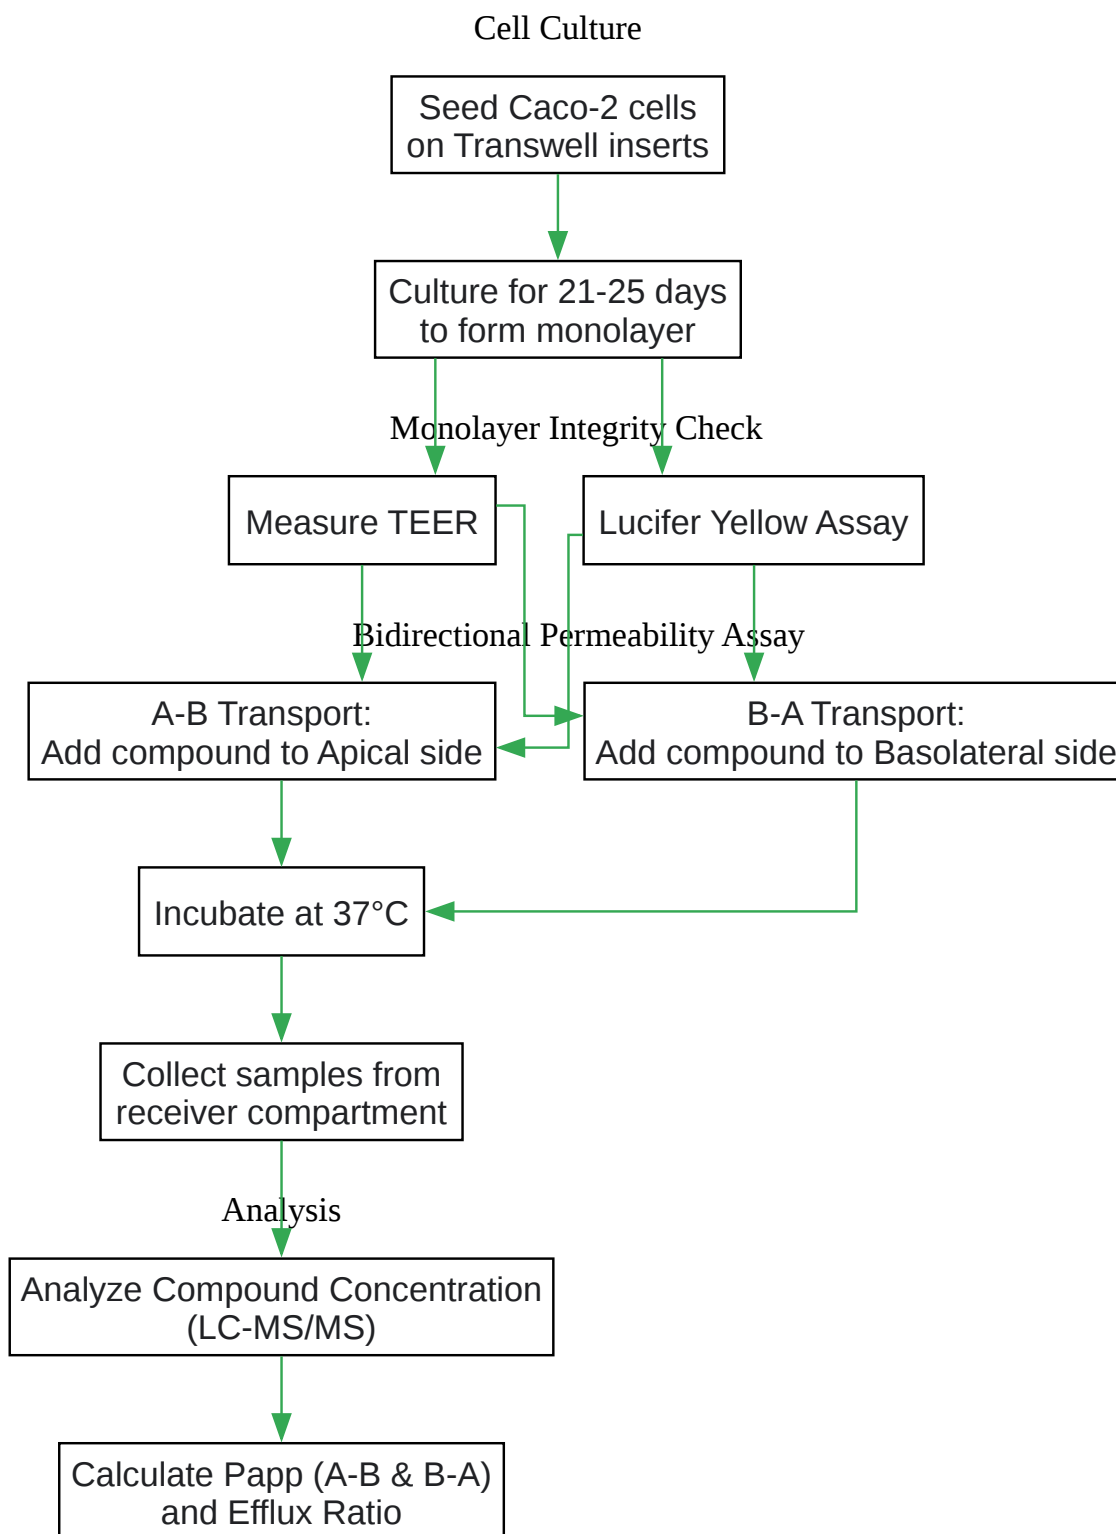 Cell Culture
Seed Caco-2 cells
on Transwell inserts
Culture for 21-25 days
to form monolayer
Monolayer Integrity Check
Measure TEER
Lucifer Yellow Assay
Bidirectional Permeability Assay
A-B Transport:
Add compound to Apical side
B-A Transport:
Add compound to Basolateral side
Incubate at 37°C
Collect samples from
receiver compartment
Analysis
Analyze Compound Concentration
(LC-MS/MS)
Calculate Papp (A-B & B-A)
and Efflux Ratio